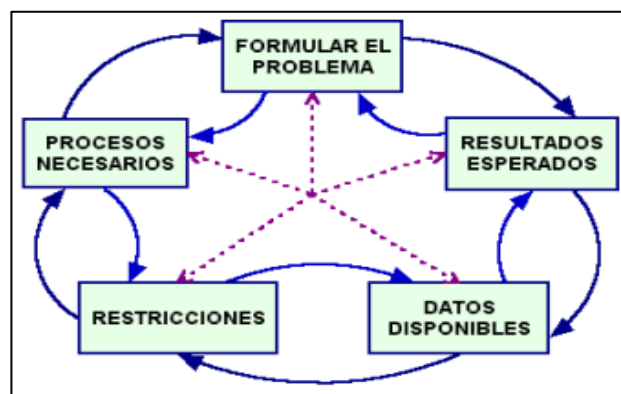 FORMULAR EL
PROBLEMA
PROCESOS
NECESARIOS
RESULTADOS
ESPERADOS
RESTRICCIONES
DATOS
DISPONIBLES